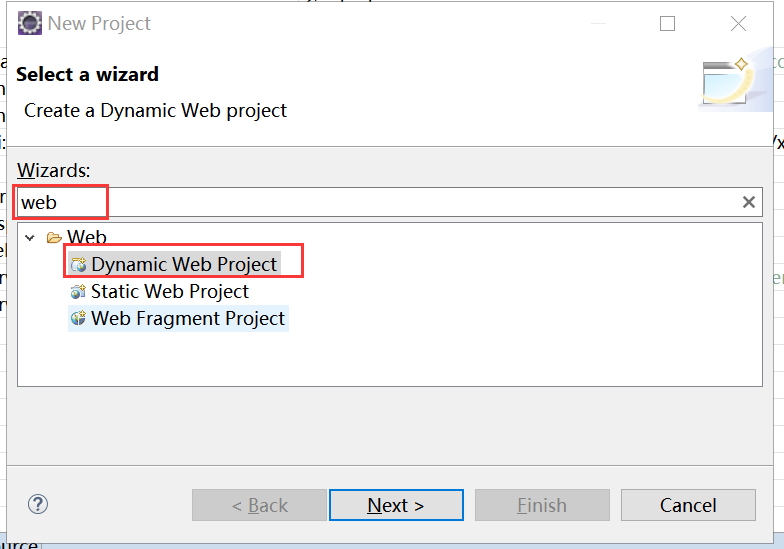 New Project
Select a wizard
Create a Dynamic Web project
Wizards:
web
Web
Dynamic Web Project
Static Web Project
Web Fragment Project
< Back
Next >
Finish
Cancel